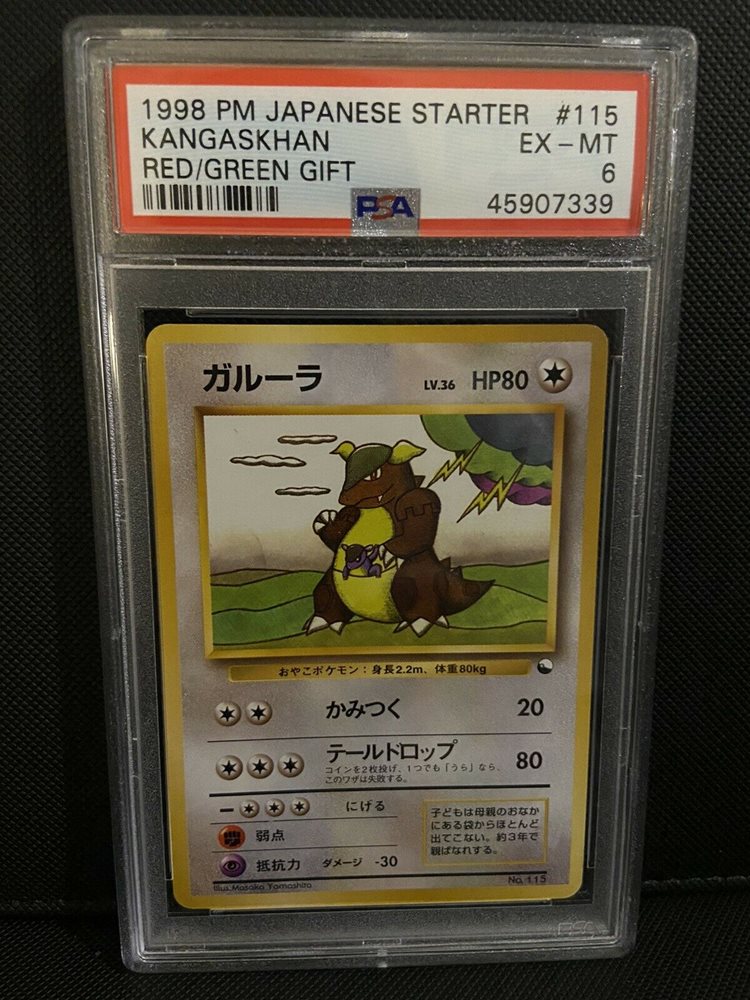 1998 PM JAPANESE STARTER #115
KANGASKHAN EX - MT
RED/GREEN GIFT 6
PSA 45907339
ガルーラ LV.36 HP80
おやこポケモン：身長2.2m、体重80kg
かみつく 20
テールドロップ 80
コインを2枚投げ、1つでも「うら」なら、
このワザは失敗する。
にげる
弱点
抵抗力 ダメージ -30
子どもは母親のおなか
にある袋からほとんど
出てこない。約3年で
親ばなれする。
Illus. Masako Yamashita No. 115